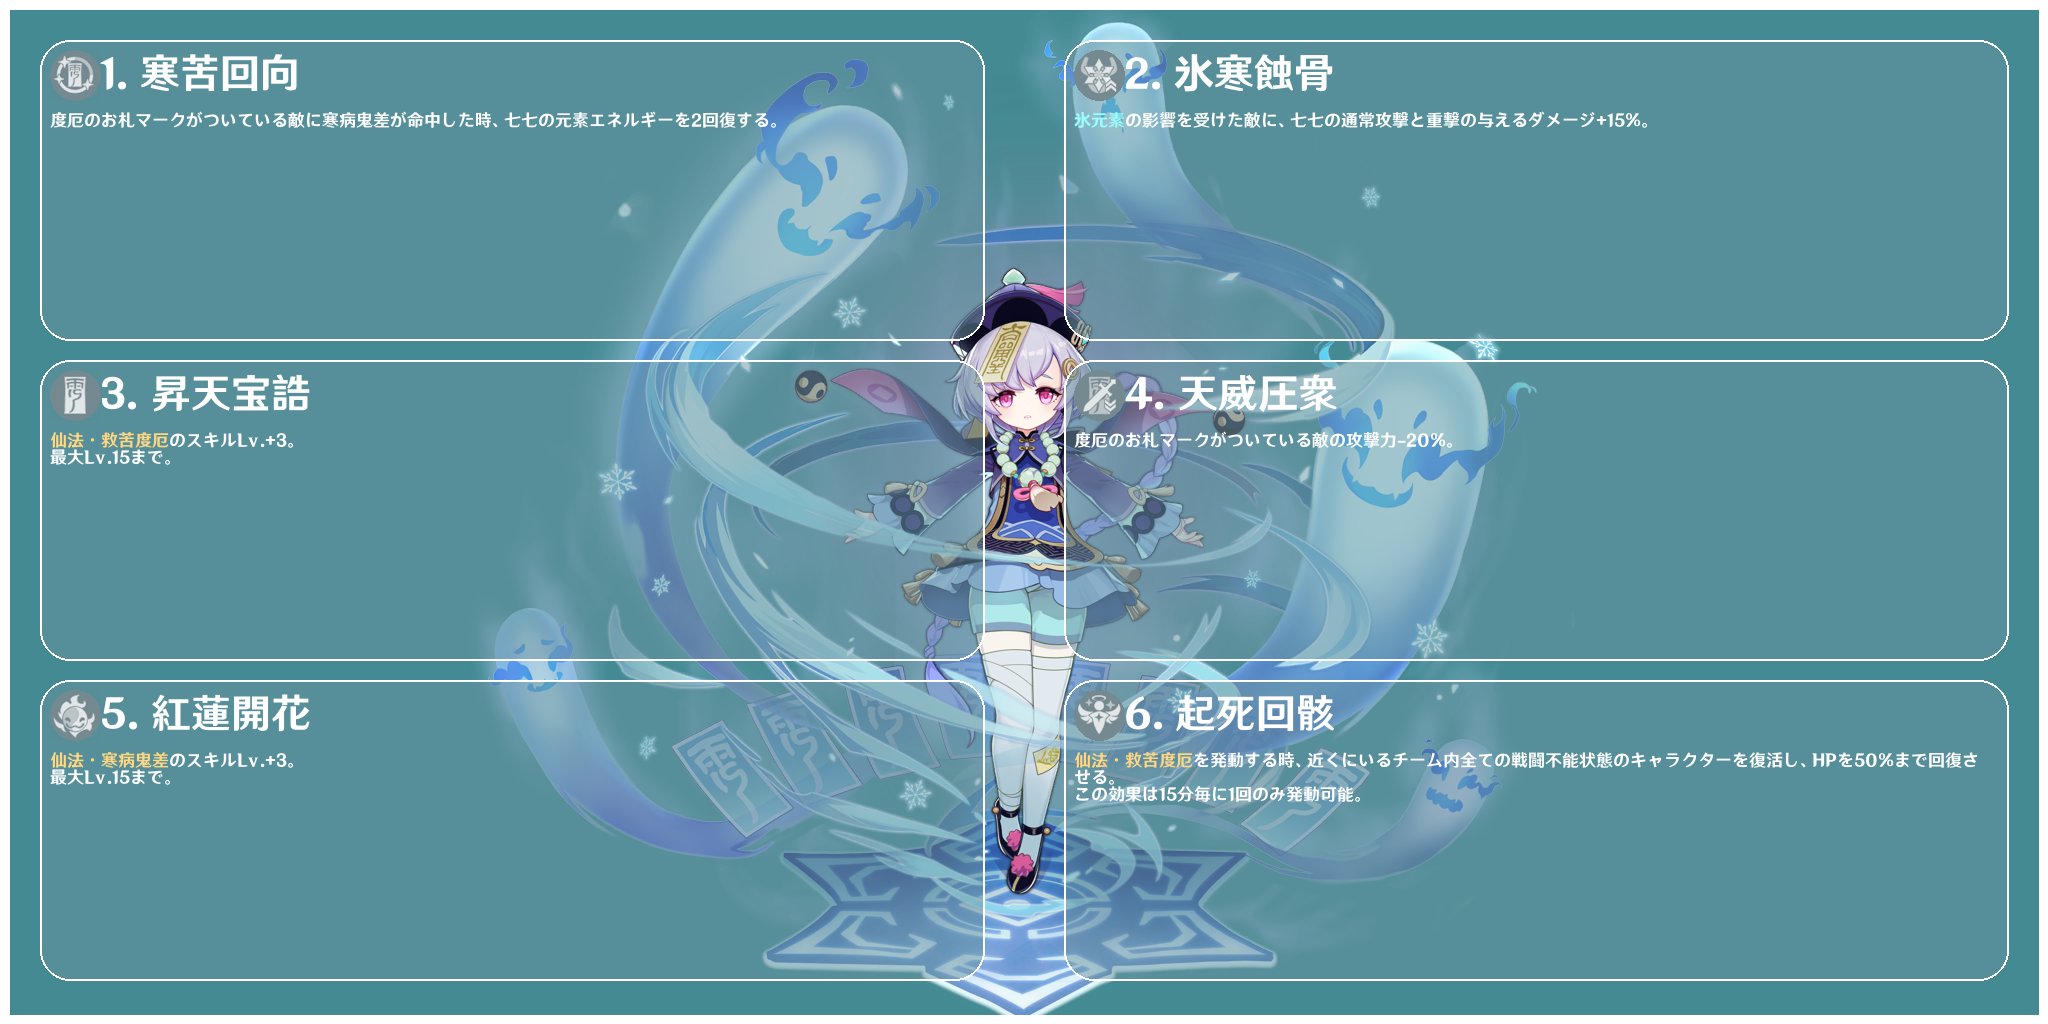 1. 寒苦回向
度厄のお札マークがついている敵に寒病鬼差が命中した時、七七の元素エネルギーを2回復する。
2. 氷寒蝕骨
氷元素の影響を受けた敵に、七七の通常攻撃と重撃の与えるダメージ+15%。
3. 昇天宝誥
仙法・救苦度厄のスキルLv.+3。
最大Lv.15まで。
4. 天威圧衆
度厄のお札マークがついている敵の攻撃力-20%。
5. 紅蓮開花
仙法・寒病鬼差のスキルLv.+3。
最大Lv.15まで。
6. 起死回骸
仙法・救苦度厄を発動する時、近くにいるチーム内全ての戦闘不能状態のキャラクターを復活し、HPを50%まで回復さ
せる。
この効果は15分毎に1回のみ発動可能。